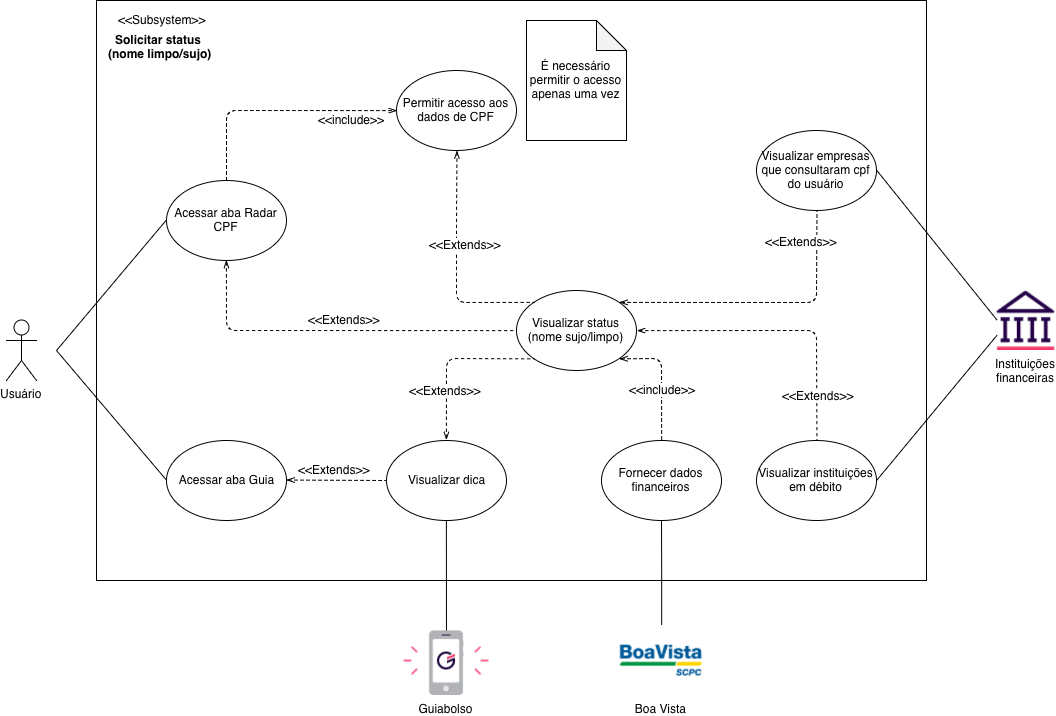 <<Subsystem>>
Solicitar status
(nome limpo/sujo)
É necessário
permitir o acesso
apenas uma vez
Permitir acesso aos
dados de CPF
<<include>>
Visualizar empresas
que consultaram cpf
do usuário
Acessar aba Radar
CPF
<<Extends>>
<<Extends>>
<<Extends>>
Visualizar status
(nome sujo/limpo)
Usuário
Instituições
financeiras
<<Extends>>
<<include>>
<<Extends>>
Acessar aba Guia
<<Extends>>
Visualizar dica
Fornecer dados
financeiros
Visualizar instituições
em débito
BoaVista
SCPC
Guiabolso
Boa Vista